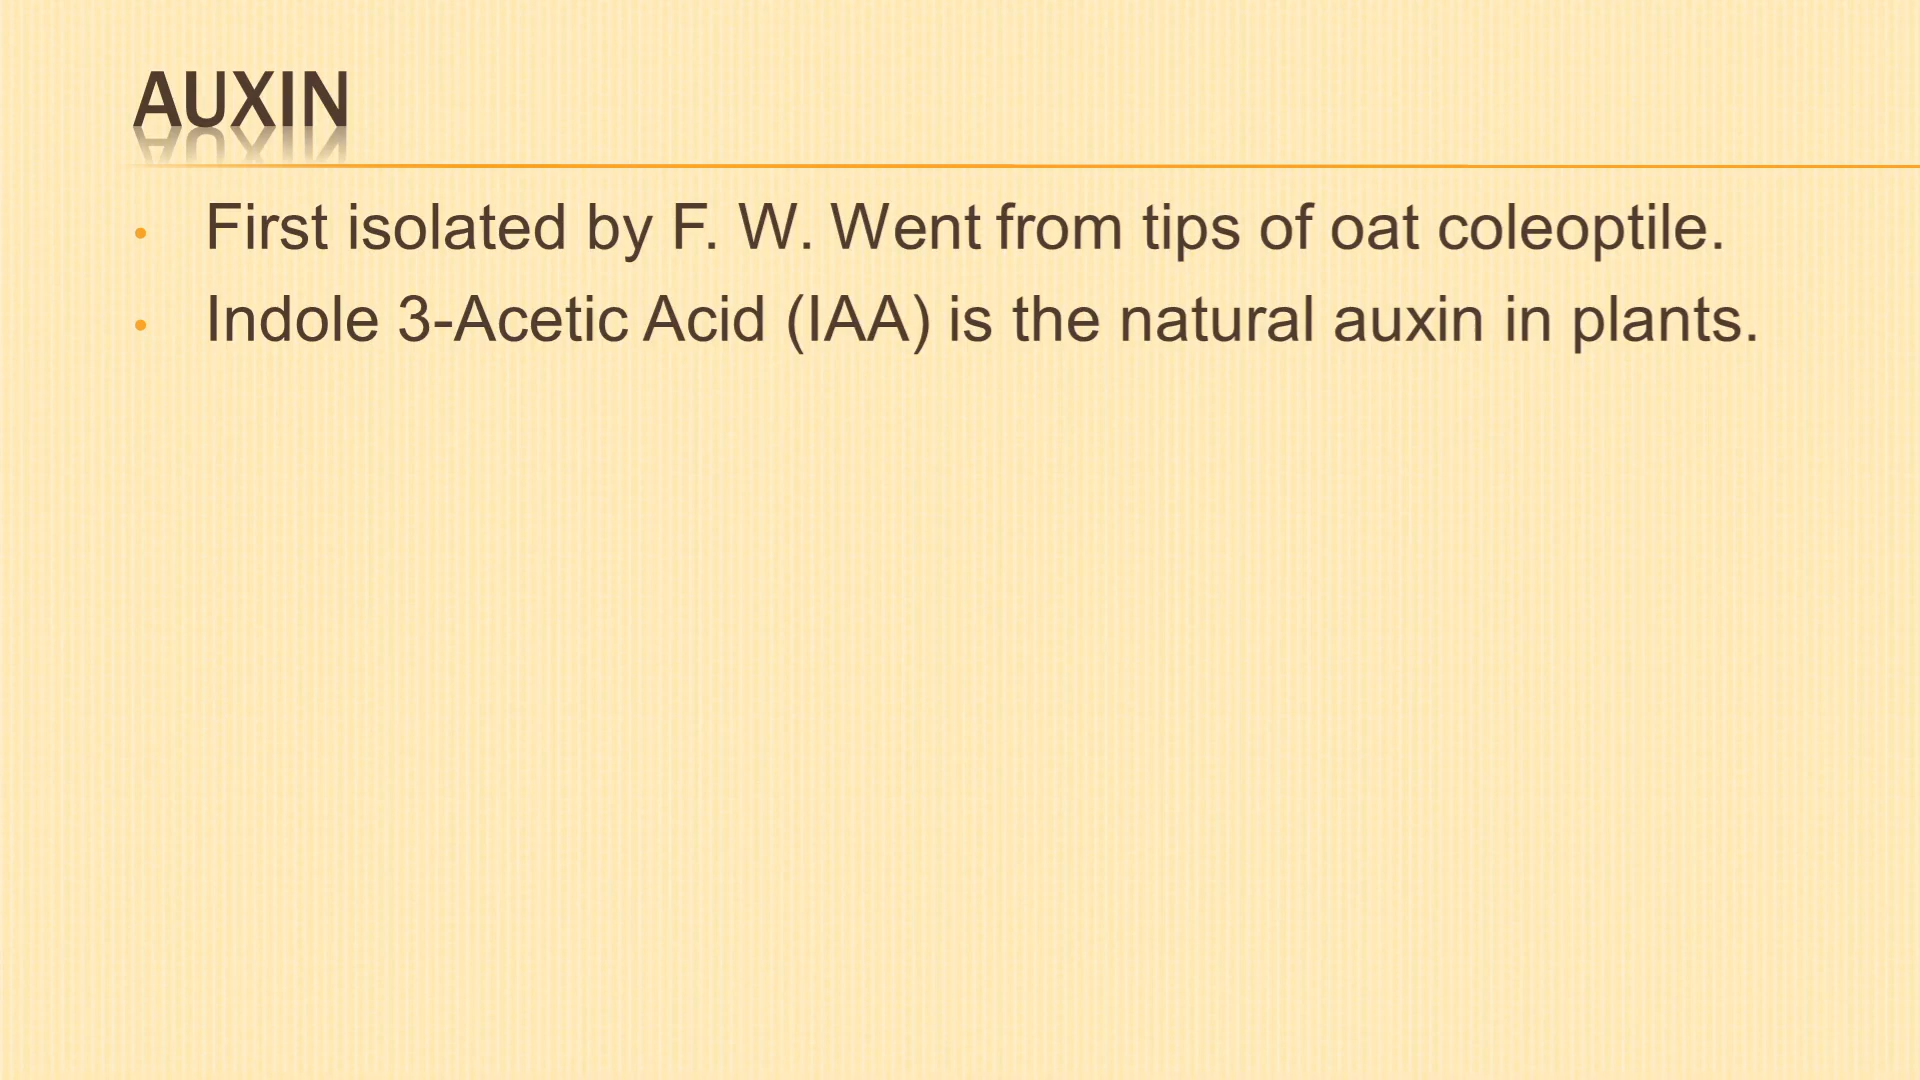 AUXIN
• First isolated by F. W. Went from tips of oat coleoptile.
• Indole 3-Acetic Acid (IAA) is the natural auxin in plants.